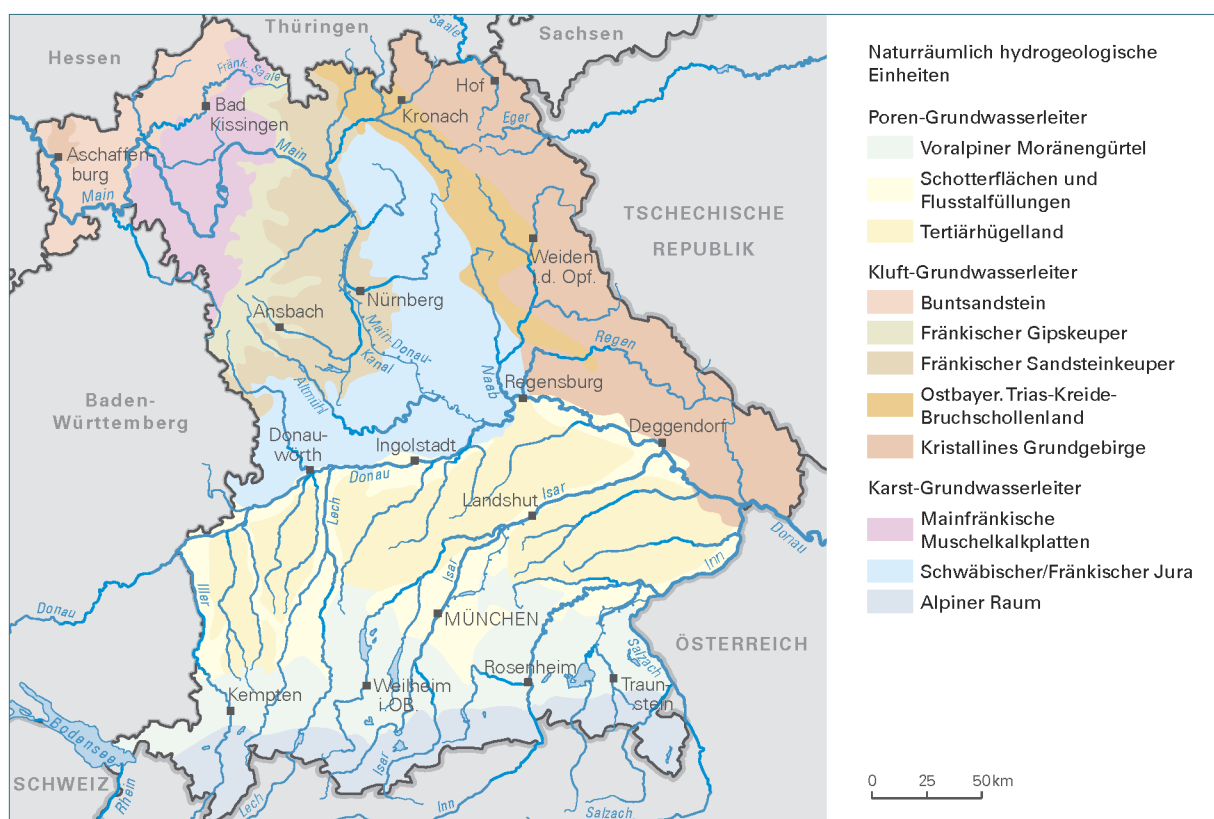 Thüringen
Saale
Sachsen
Hessen
Fränk. Saale
Hof
Bad
Kissingen
Kronach
Eger
Aschaffen-
burg
Main
Main
TSCHECHISCHE
REPUBLIK
Weiden
i.d. Opf.
Nürnberg
Ansbach
Main-Donau-
Kanal
Regen
Altmühl
Naab
Regensburg
Baden-
Württemberg
Donau-
wörth
Ingolstadt
Deggendorf
Donau
Lech
Landshut
Isar
Donau
Isar
Inn
Iller
Donau
MÜNCHEN
ÖSTERREICH
Salzach
Rosenheim
Kempten
Weilheim
i.OB.
Traun-
stein
Bodensee
SCHWEIZ
Rhein
Lech
Isar
Inn
Salzach
Naturräumlich hydrogeologische
Einheiten
Poren-Grundwasserleiter
Voralpiner Moränengürtel
Schotterflächen und
Flusstalfüllungen
Tertiärhügelland
Kluft-Grundwasserleiter
Buntsandstein
Fränkischer Gipskeuper
Fränkischer Sandsteinkeuper
Ostbayer. Trias-Kreide-
Bruchschollenland
Kristallines Grundgebirge
Karst-Grundwasserleiter
Mainfränkische
Muschelkalkplatten
Schwäbischer/Fränkischer Jura
Alpiner Raum
0 25 50 km